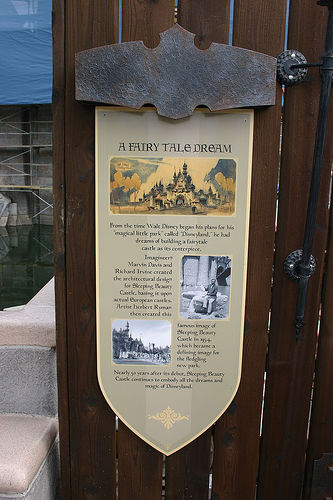 A FAIRY TALE DREAM
From the time Walt Disney began his plans for his
"magical little park" called "Disneyland," he had
dreams of building a fairytale
castle as its centerpiece.
Imagineers
Marvin Davis and
Richard Irvine created
the architectural design
for Sleeping Beauty
Castle, basing it upon
actual European castles.
Artist Herbert Ryman
then created this
famous image of
Sleeping Beauty
Castle in 1954,
which became a
defining image for
the fledgling
new park.
Nearly 50 years after its debut, Sleeping Beauty
Castle continues to embody all the dreams and
magic of Disneyland.